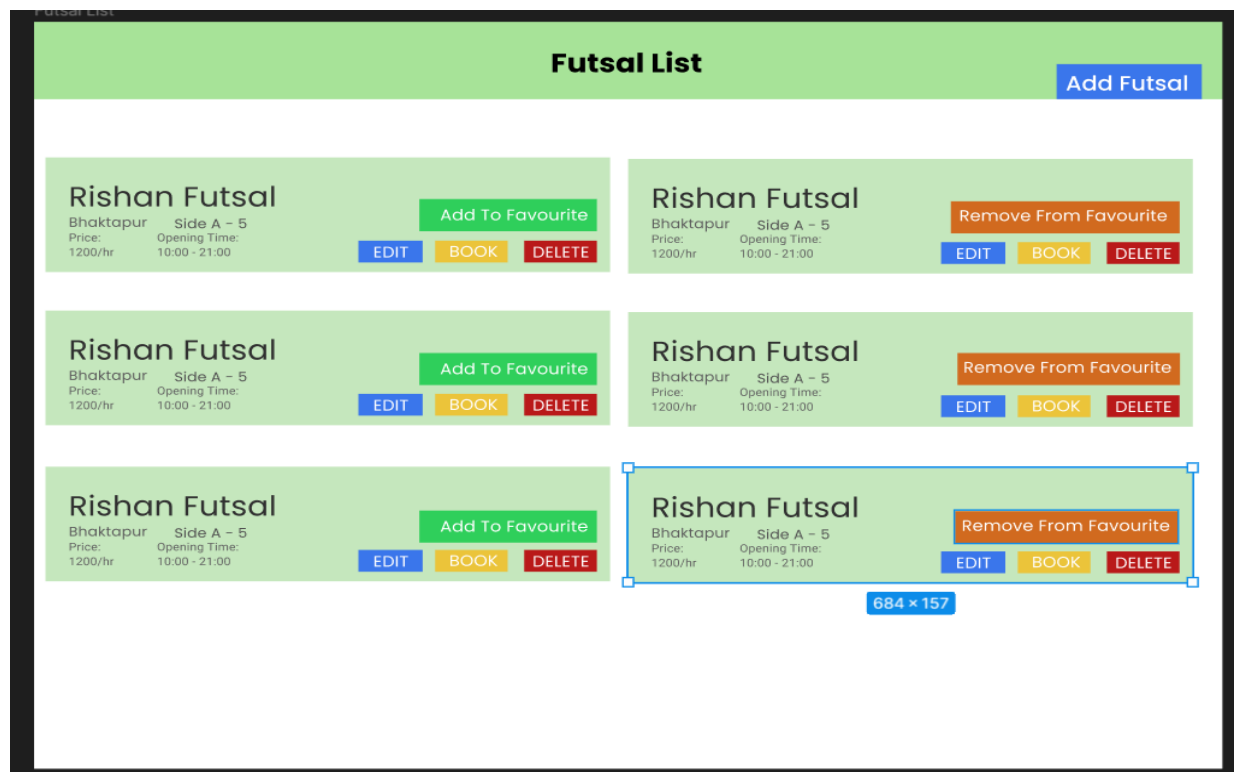 Futsal List
Futsal List
Add Futsal
Rishan Futsal
Bhaktapur Side A - 5
Price: Opening Time:
1200/hr 10:00 - 21:00
Add To Favourite
EDIT BOOK DELETE
Rishan Futsal
Bhaktapur Side A - 5
Price: Opening Time:
1200/hr 10:00 - 21:00
Remove From Favourite
EDIT BOOK DELETE
Rishan Futsal
Bhaktapur Side A - 5
Price: Opening Time:
1200/hr 10:00 - 21:00
Add To Favourite
EDIT BOOK DELETE
Rishan Futsal
Bhaktapur Side A - 5
Price: Opening Time:
1200/hr 10:00 - 21:00
Remove From Favourite
EDIT BOOK DELETE
Rishan Futsal
Bhaktapur Side A - 5
Price: Opening Time:
1200/hr 10:00 - 21:00
Add To Favourite
EDIT BOOK DELETE
Rishan Futsal
Bhaktapur Side A - 5
Price: Opening Time:
1200/hr 10:00 - 21:00
Remove From Favourite
EDIT BOOK DELETE
684 × 157